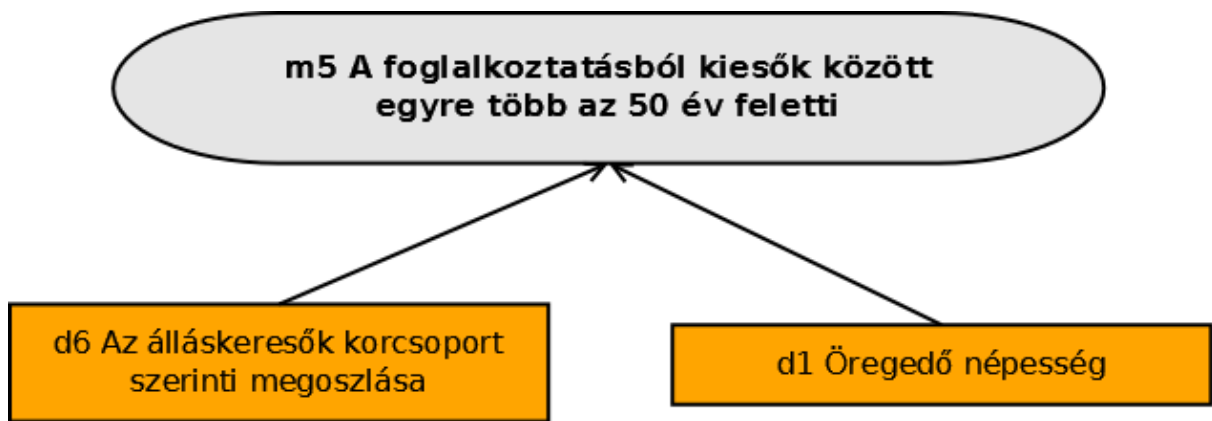 m5 A foglalkoztatásból kiesők között
egyre több az 50 év feletti
d6 Az álláskeresők korcsoport
szerinti megoszlása
d1 Öregedő népesség